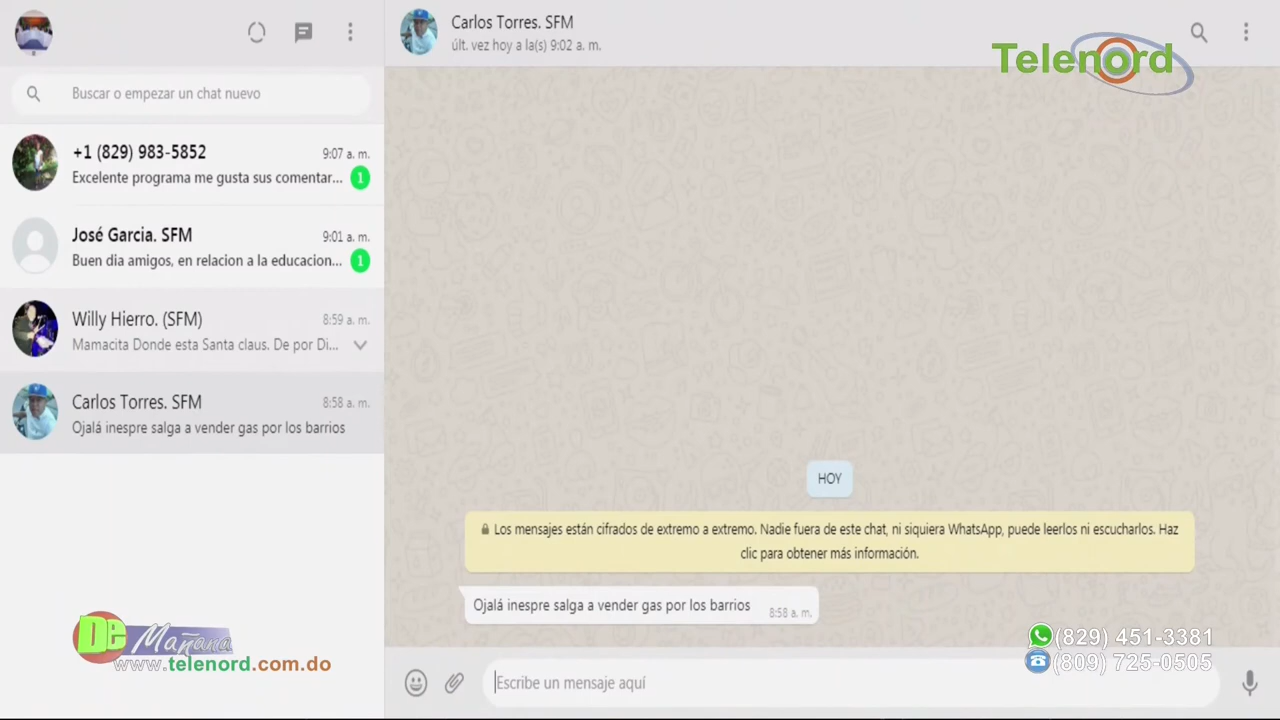 Carlos Torres. SFM
últ. vez hoy a la(s) 9:02 a. m.
Telenord
Buscar o empezar un chat nuevo
+1 (829) 983-5852
9:07 a. m.
Excelente programa me gusta sus comentar...
1
José Garcia. SFM
9:01 a. m.
Buen dia amigos, en relacion a la educacion...
1
Willy Hierro. (SFM)
8:59 a. m.
Mamacita Donde esta Santa claus. De por Di...
Carlos Torres. SFM
8:58 a. m.
Ojalá inespre salga a vender gas por los barrios
HOY
Los mensajes están cifrados de extremo a extremo. Nadie fuera de este chat, ni siquiera WhatsApp, puede leerlos ni escucharlos. Haz
clic para obtener más información.
Ojalá inespre salga a vender gas por los barrios
8:58 a. m.
De Mañana
www.telenord.com.do
(829) 451-3381
(809) 725-0505
Escribe un mensaje aquí